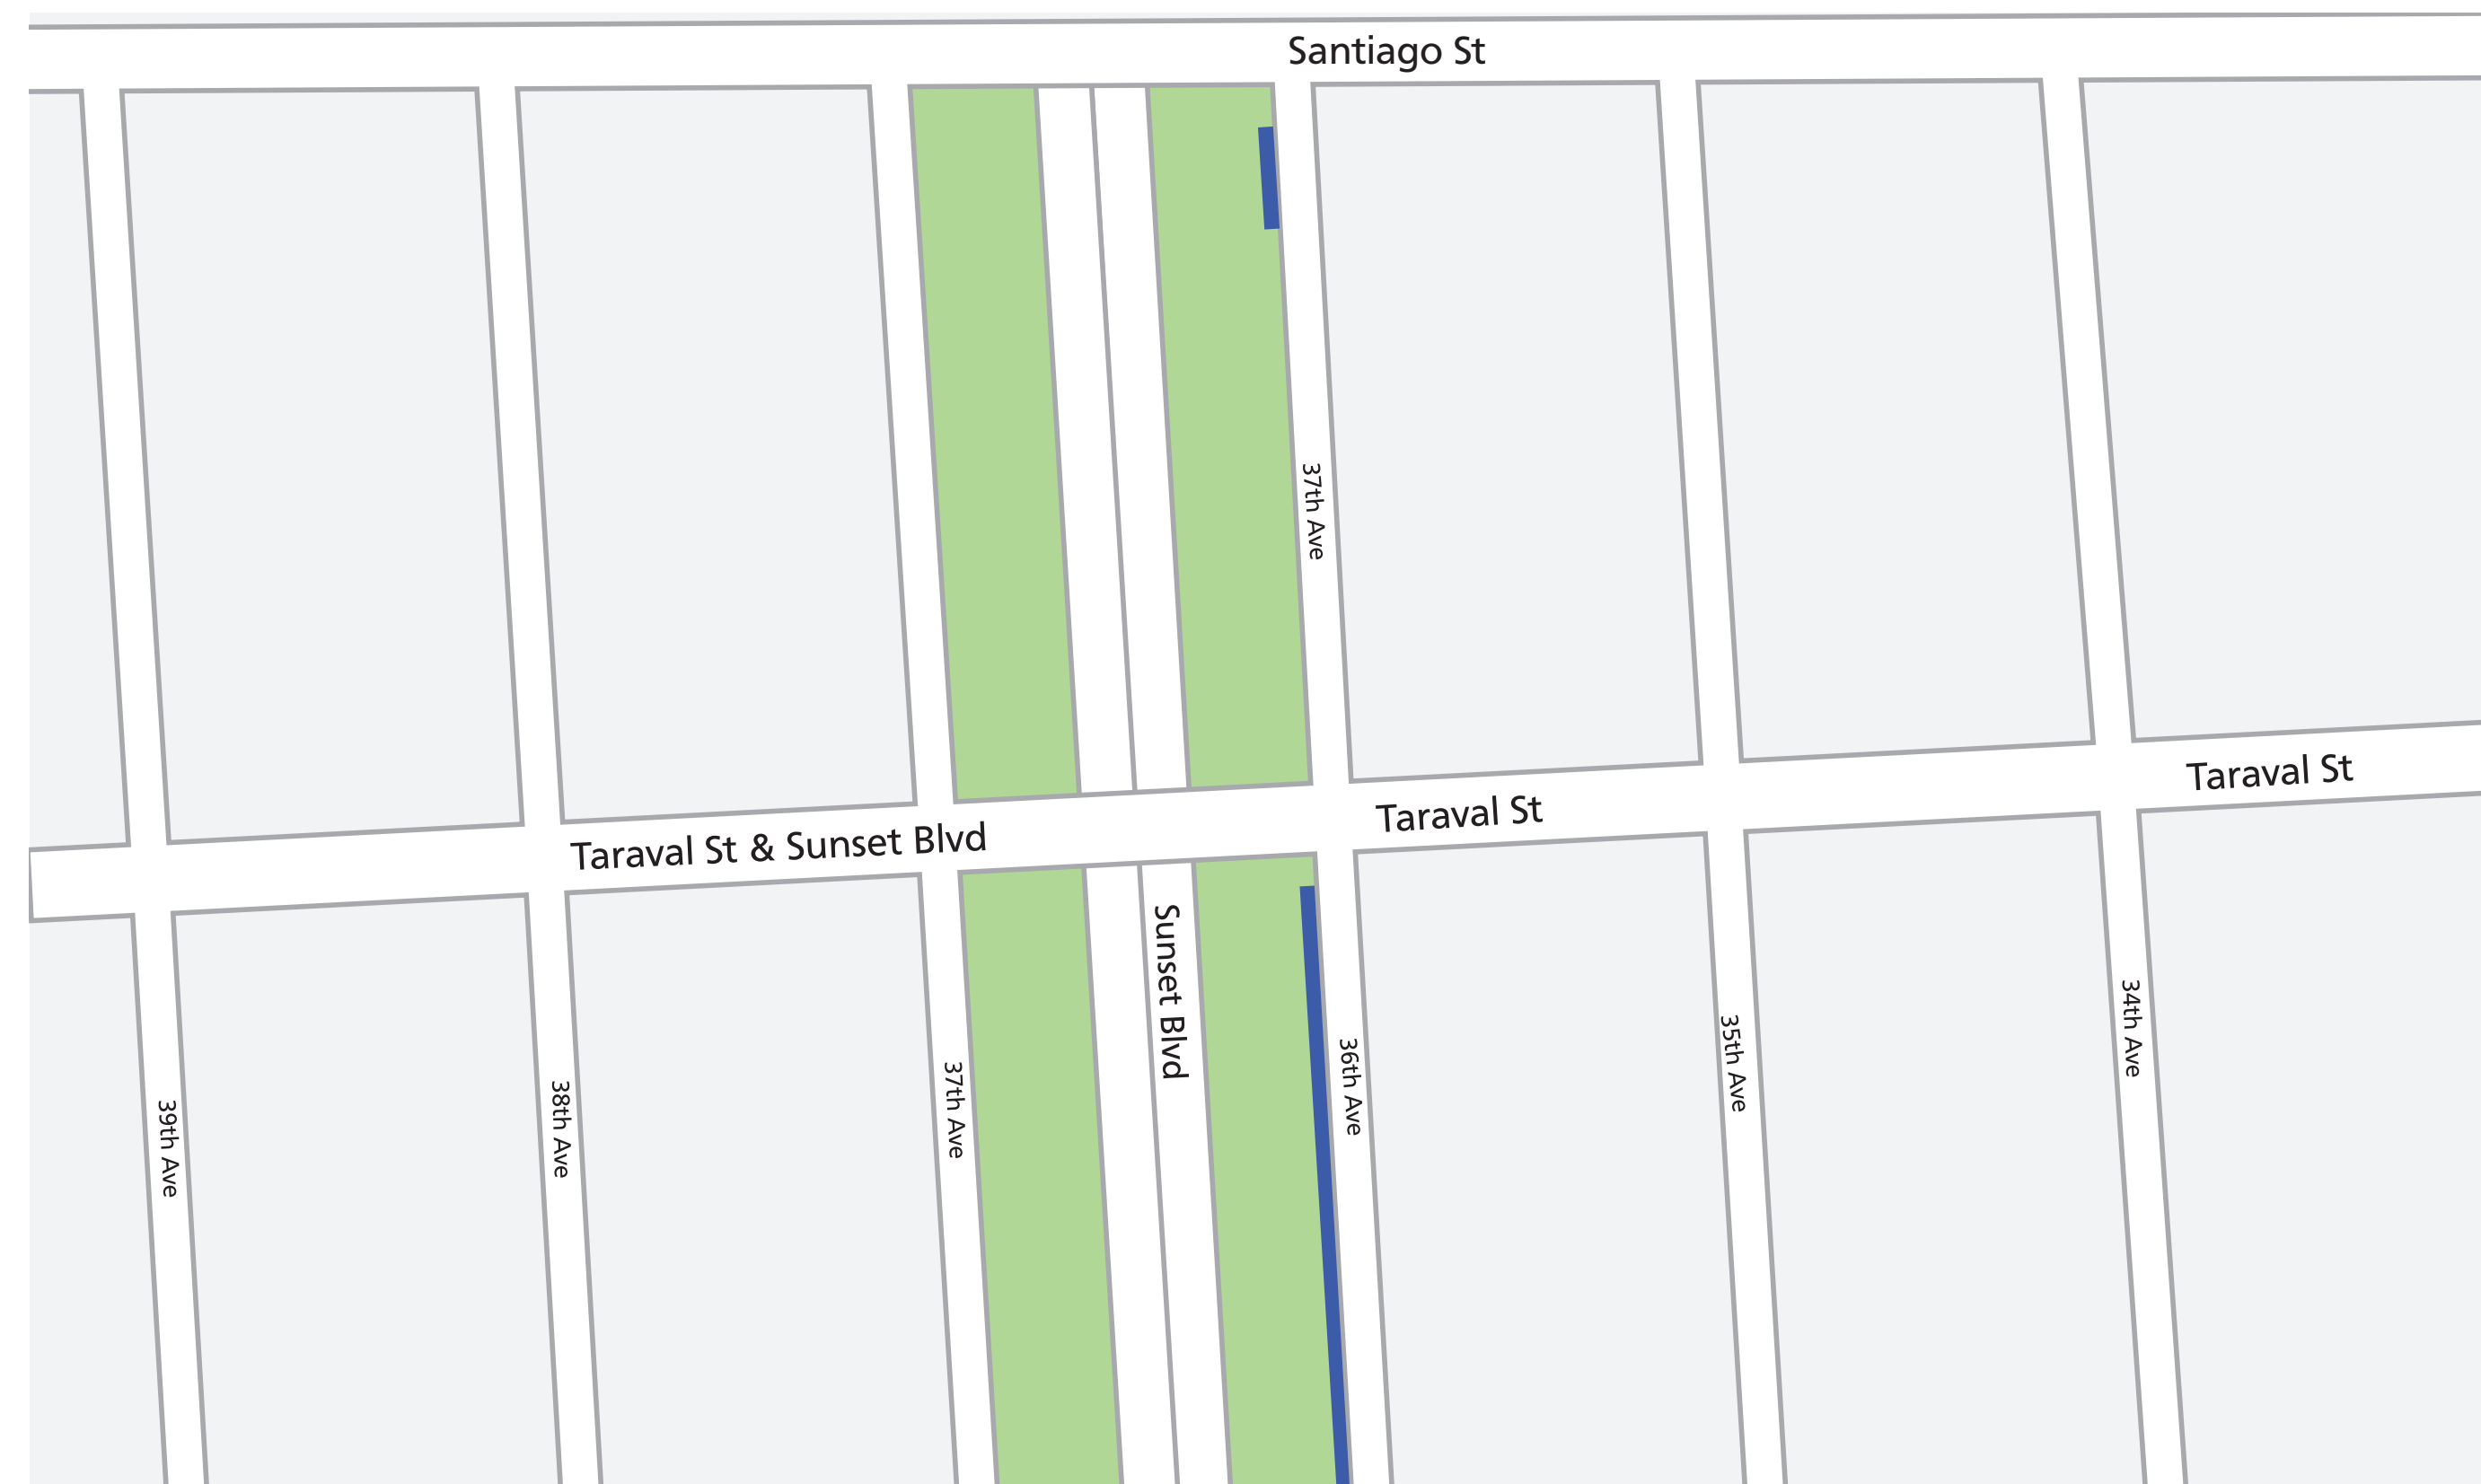 Santiago St
37th Ave
Taraval St
Taraval St
Taraval St & Sunset Blvd
Sunset Blvd
39th Ave
38th Ave
37th Ave
36th Ave
35th Ave
34th Ave